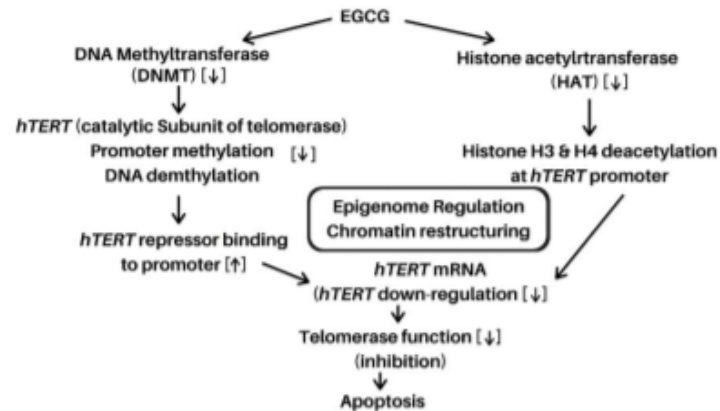 EGCG
DNA Methyltransferase
(DNMT) [↓]
Histone acetylrtransferase
(HAT) [↓]
hTERT (catalytic Subunit of telomerase)
Promoter methylation [↓]
DNA demthylation
Histone H3 & H4 deacetylation
at hTERT promoter
Epigenome Regulation
Chromatin restructuring
hTERT repressor binding
to promoter [↑]
hTERT mRNA
(hTERT down-regulation [↓]
Telomerase function [↓]
(inhibition)
Apoptosis